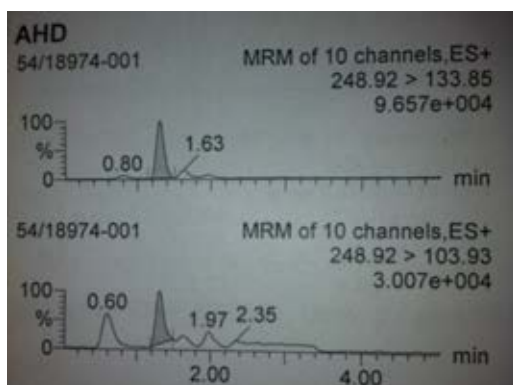 AHD
54/18974-001
MRM of 10 channels,ES+
248.92 > 133.85
9.657e+004
100
%
0
0.80
1.63
min
54/18974-001
MRM of 10 channels,ES+
248.92 > 103.93
3.007e+004
100
%
0
0.60
1.97
2.35
min
2.00
4.00